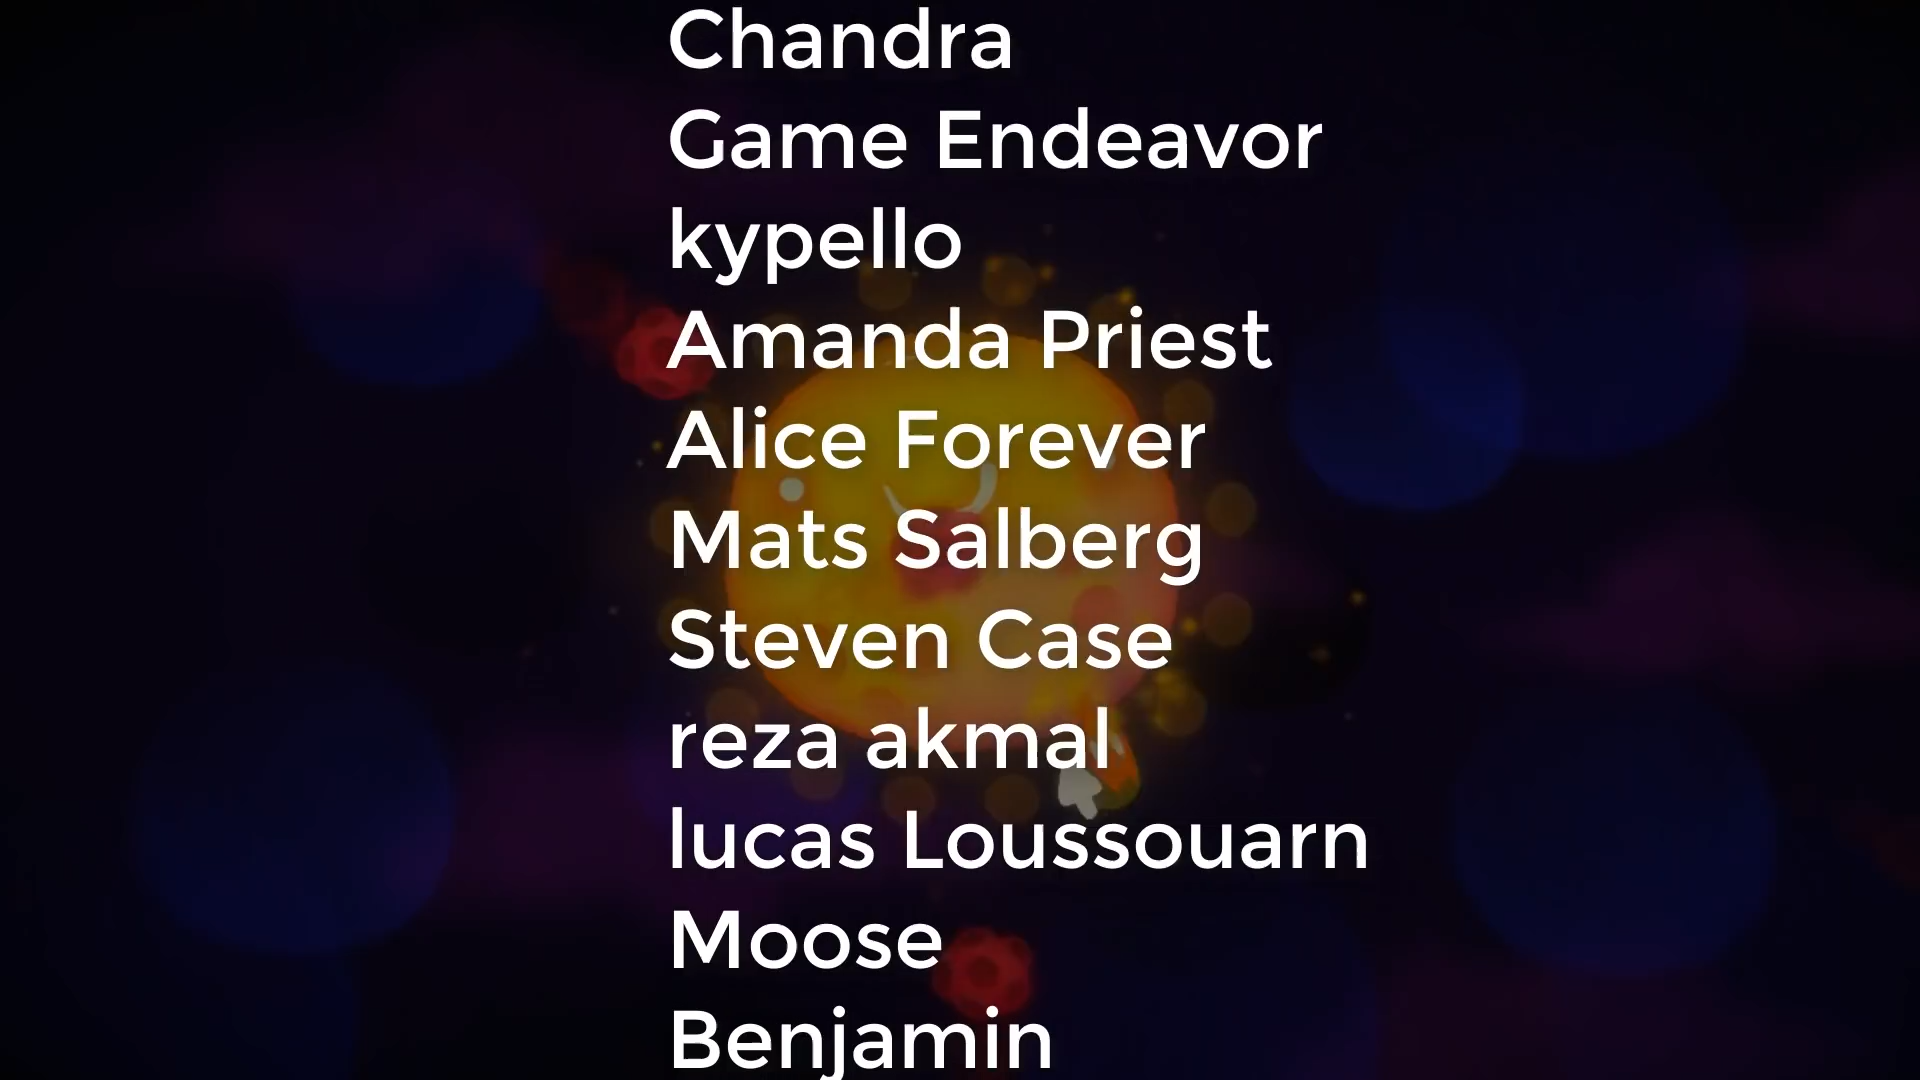 Chandra
Game Endeavor
kypello
Amanda Priest
Alice Forever
Mats Salberg
Steven Case
reza akmal
lucas Loussouarn
Moose
Benjamin